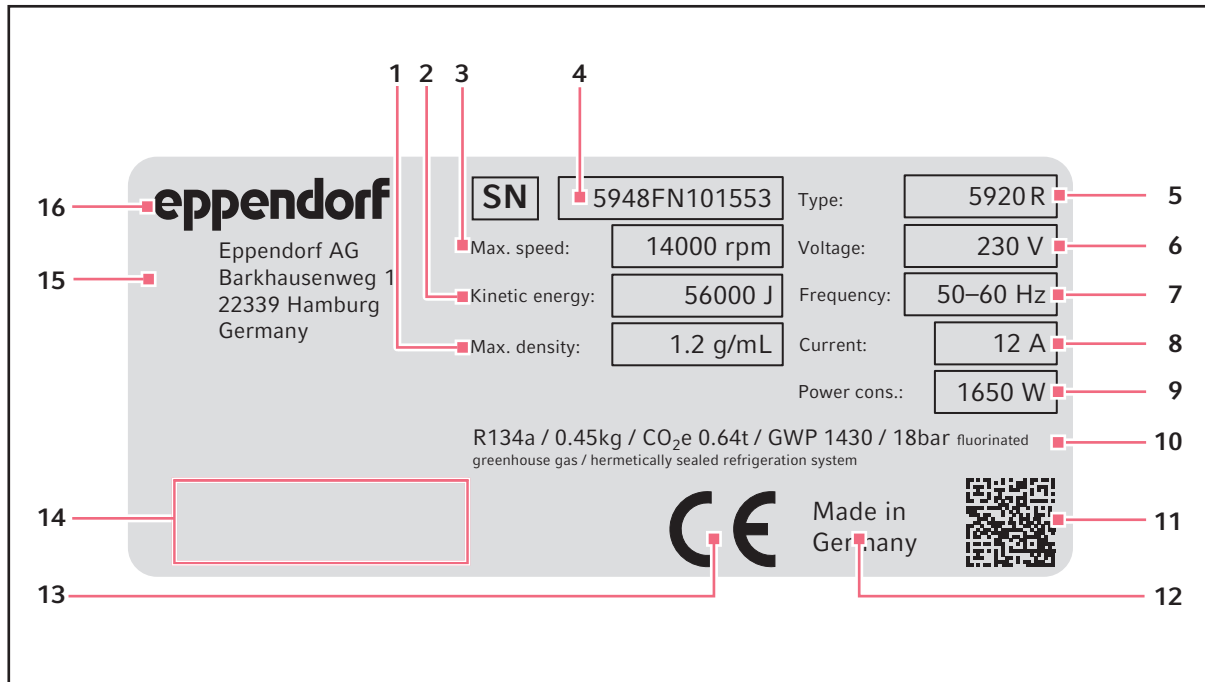 1 2 3 4
16 eppendorf SN 5948FN101553 Type: 5920 R 5
15 Eppendorf AG
Barkhausenweg 1
22339 Hamburg
Germany
Max. speed: 14000 rpm Voltage: 230 V 6
Kinetic energy: 56000 J Frequency: 50–60 Hz 7
Max. density: 1.2 g/mL Current: 12 A 8
Power cons.: 1650 W 9
R134a / 0.45kg / CO₂e 0.64t / GWP 1430 / 18bar fluorinated 10
greenhouse gas / hermetically sealed refrigeration system
14 CE Made in
Germany 11
13 12